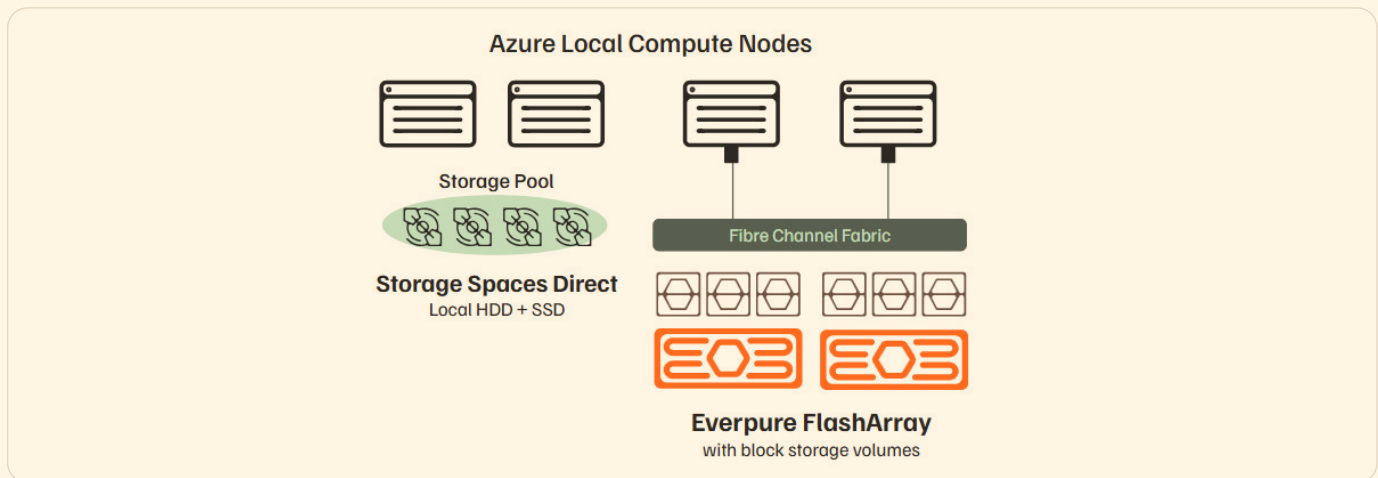 Azure Local Compute Nodes
Storage Pool
Storage Spaces Direct
Local HDD + SSD
Fibre Channel Fabric
Everpure FlashArray
with block storage volumes